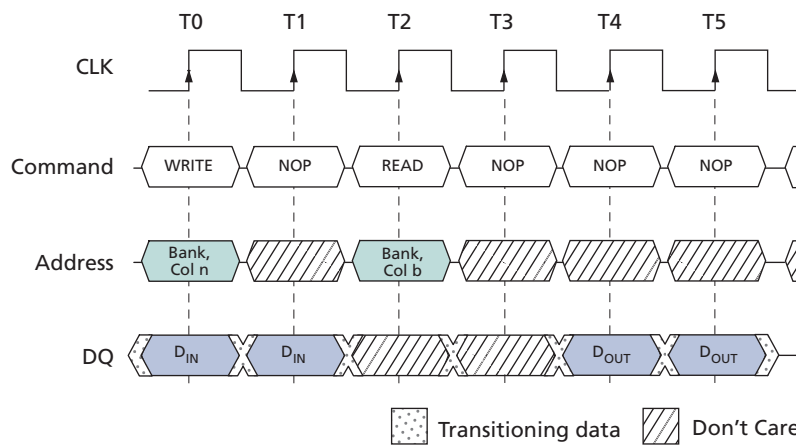 T0 T1 T2 T3 T4 T5
CLK
Command WRITE NOP READ NOP NOP NOP
Address Bank, Col n Bank, Col b
DQ DIN DIN DOUT DOUT
Transitioning data Don't Care